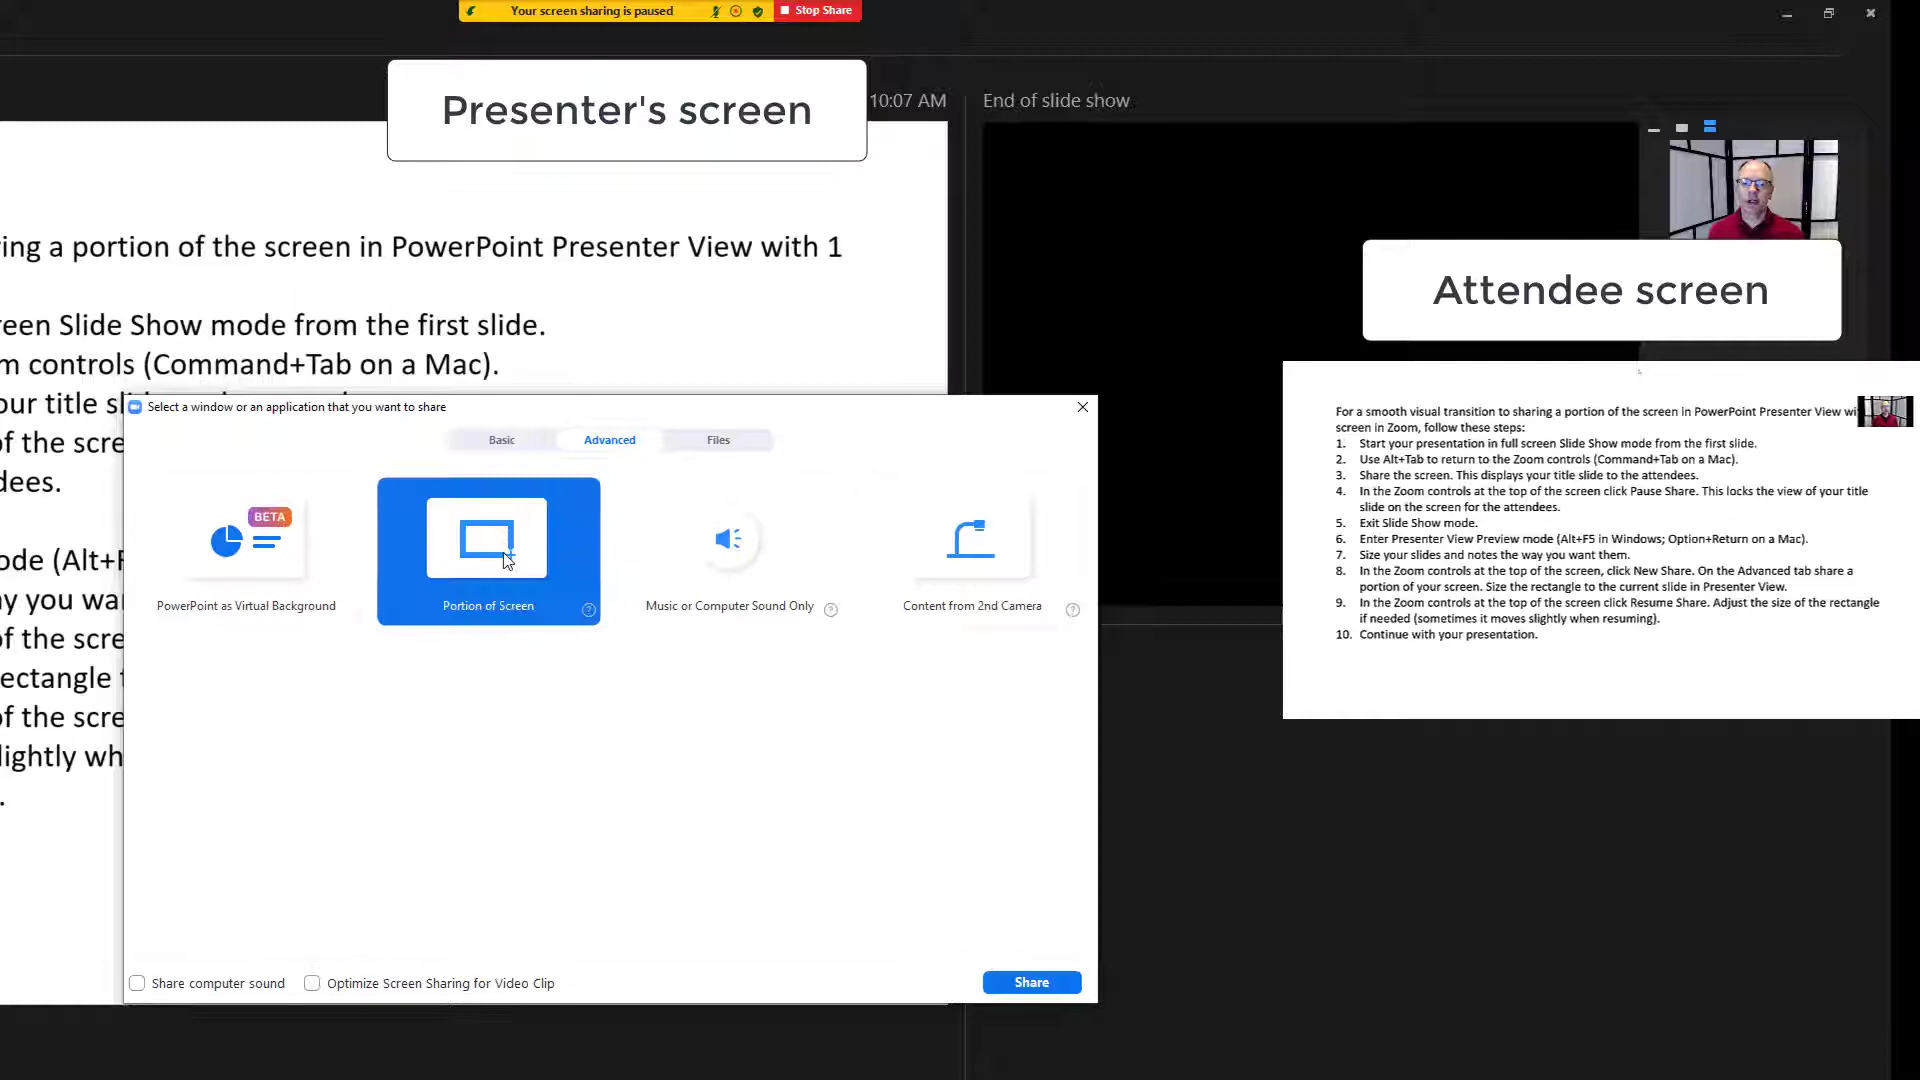 Your screen sharing is paused
Stop Share
Presenter's screen
10:07 AM
End of slide show
ring a portion of the screen in PowerPoint Presenter View with 1
reen Slide Show mode from the first slide.
m controls (Command+Tab on a Mac).
our title
of the scre
dees.
ode (Alt+F
ay you wa
of the scre
ectangle
of the scre
lightly wh
.
Select a window or an application that you want to share
Basic
Advanced
Files
BETA
PowerPoint as Virtual Background
Portion of Screen
Music or Computer Sound Only
Content from 2nd Camera
Share computer sound
Optimize Screen Sharing for Video Clip
Share
Attendee screen
For a smooth visual transition to sharing a portion of the screen in PowerPoint Presenter View wi
screen in Zoom, follow these steps:
1. Start your presentation in full screen Slide Show mode from the first slide.
2. Use Alt+Tab to return to the Zoom controls (Command+Tab on a Mac).
3. Share the screen. This displays your title slide to the attendees.
4. In the Zoom controls at the top of the screen click Pause Share. This locks the view of your title
slide on the screen for the attendees.
5. Exit Slide Show mode.
6. Enter Presenter View Preview mode (Alt+F5 in Windows; Option+Return on a Mac).
7. Size your slides and notes the way you want them.
8. In the Zoom controls at the top of the screen, click New Share. On the Advanced tab share a
portion of your screen. Size the rectangle to the current slide in Presenter View.
9. In the Zoom controls at the top of the screen click Resume Share. Adjust the size of the rectangle
if needed (sometimes it moves slightly when resuming).
10. Continue with your presentation.